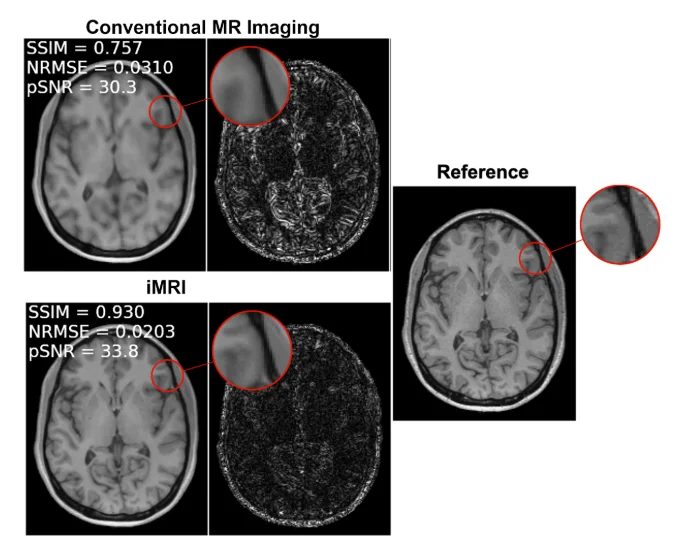 Conventional MR Imaging
SSIM = 0.757
NRMSE = 0.0310
pSNR = 30.3
Reference
iMRI
SSIM = 0.930
NRMSE = 0.0203
pSNR = 33.8